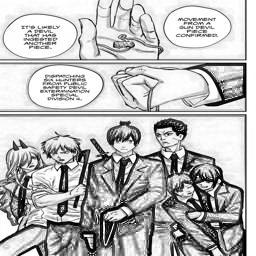 IT'S LIKELY
A DEVIL
THAT HAS
INGESTED
ANOTHER
PIECE.
MOVEMENT
FROM A
GUN DEVIL
PIECE
CONFIRMED.
DISPATCHING
SIX HUNTERS
FROM PUBLIC
SAFETY DEVIL
EXTERMINATION
SPECIAL
DIVISION 4.